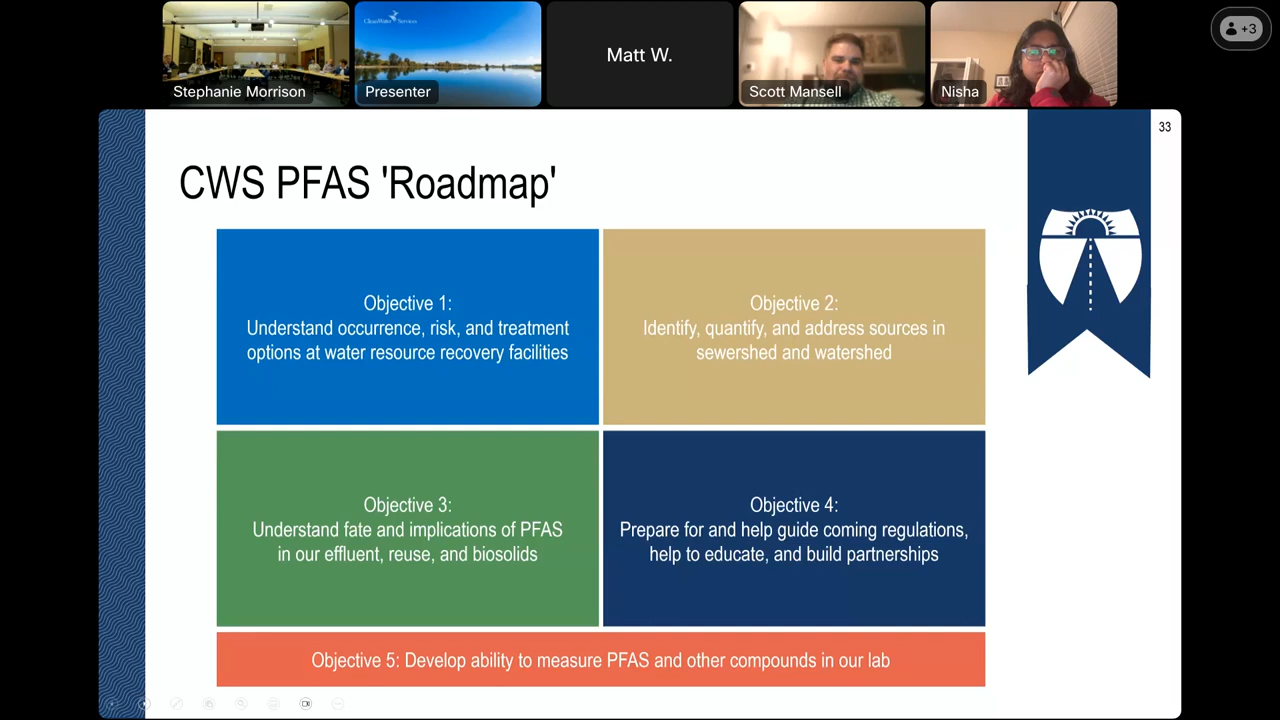 CleanWater Services
Stephanie Morrison
Presenter
Matt W.
Scott Mansell
Nisha
+3
33
CWS PFAS 'Roadmap'
Objective 1:
Understand occurrence, risk, and treatment
options at water resource recovery facilities
Objective 2:
Identify, quantify, and address sources in
sewershed and watershed
Objective 3:
Understand fate and implications of PFAS
in our effluent, reuse, and biosolids
Objective 4:
Prepare for and help guide coming regulations,
help to educate, and build partnerships
Objective 5: Develop ability to measure PFAS and other compounds in our lab